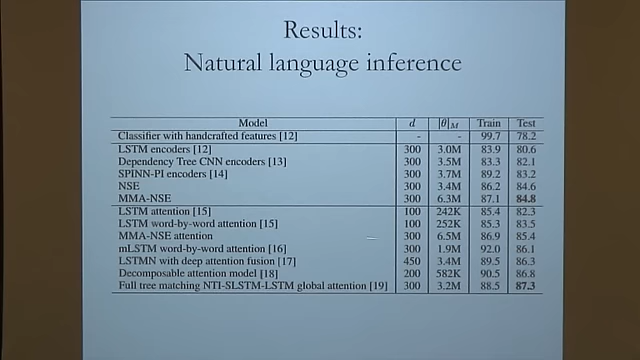 Results:
Natural language inference
Model d |θ|M Train Test
Classifier with handcrafted features [12] - - 99.7 78.2
LSTM encoders [12] 300 3.0M 83.9 80.6
Dependency Tree CNN encoders [13] 300 3.5M 83.3 82.1
SPINN-PI encoders [14] 300 3.7M 89.2 83.2
NSE 300 3.4M 86.2 84.6
MMA-NSE 300 6.3M 87.1 84.8
LSTM attention [15] 100 242K 85.4 82.3
LSTM word-by-word attention [15] 100 252K 85.3 83.5
MMA-NSE attention 300 6.5M 86.9 85.4
mLSTM word-by-word attention [16] 300 1.9M 92.0 86.1
LSTMN with deep attention fusion [17] 450 3.4M 89.5 86.3
Decomposable attention model [18] 200 582K 90.5 86.8
Full tree matching NTI-SLSTM-LSTM global attention [19] 300 3.2M 88.5 87.3